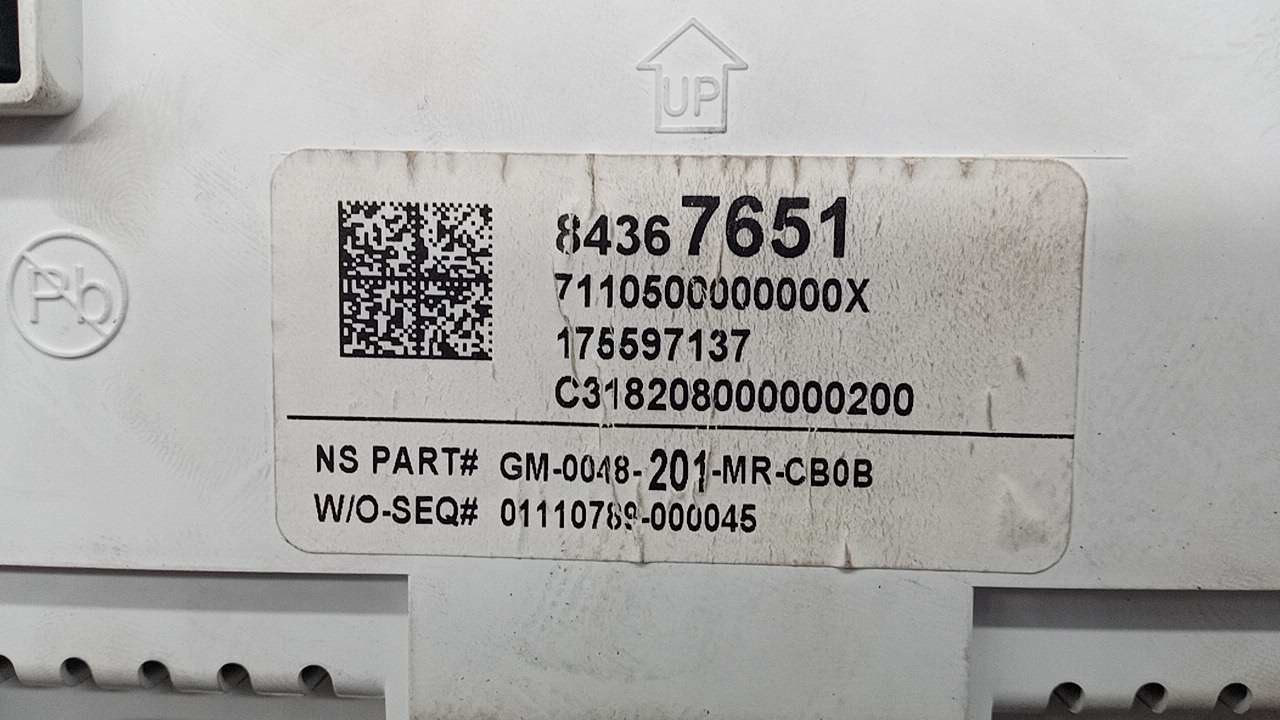 UP
Pb
84367651
7110500000000X
175597137
C318208000000200
NS PART# GM-0048-201-MR-CB0B
W/O-SEQ# 01110789-000045